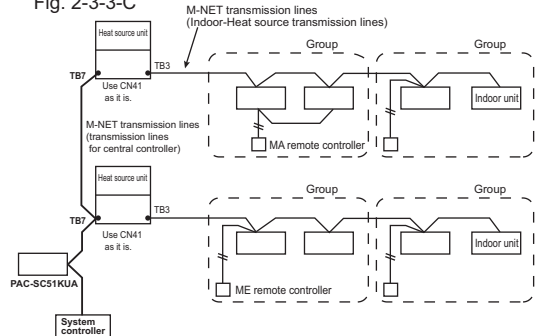 Fig. 2-3-3-C
M-NET transmission lines
(Indoor-Heat source transmission lines)
Heat source unit
TB3
TB7
Use CN41
as it is.
Group
Group
Indoor unit
MA remote controller
M-NET transmission lines
(transmission lines
for central controller)
Heat source unit
TB3
TB7
Use CN41
as it is.
Group
Group
Indoor unit
ME remote controller
PAC-SC51KUA
System
controller